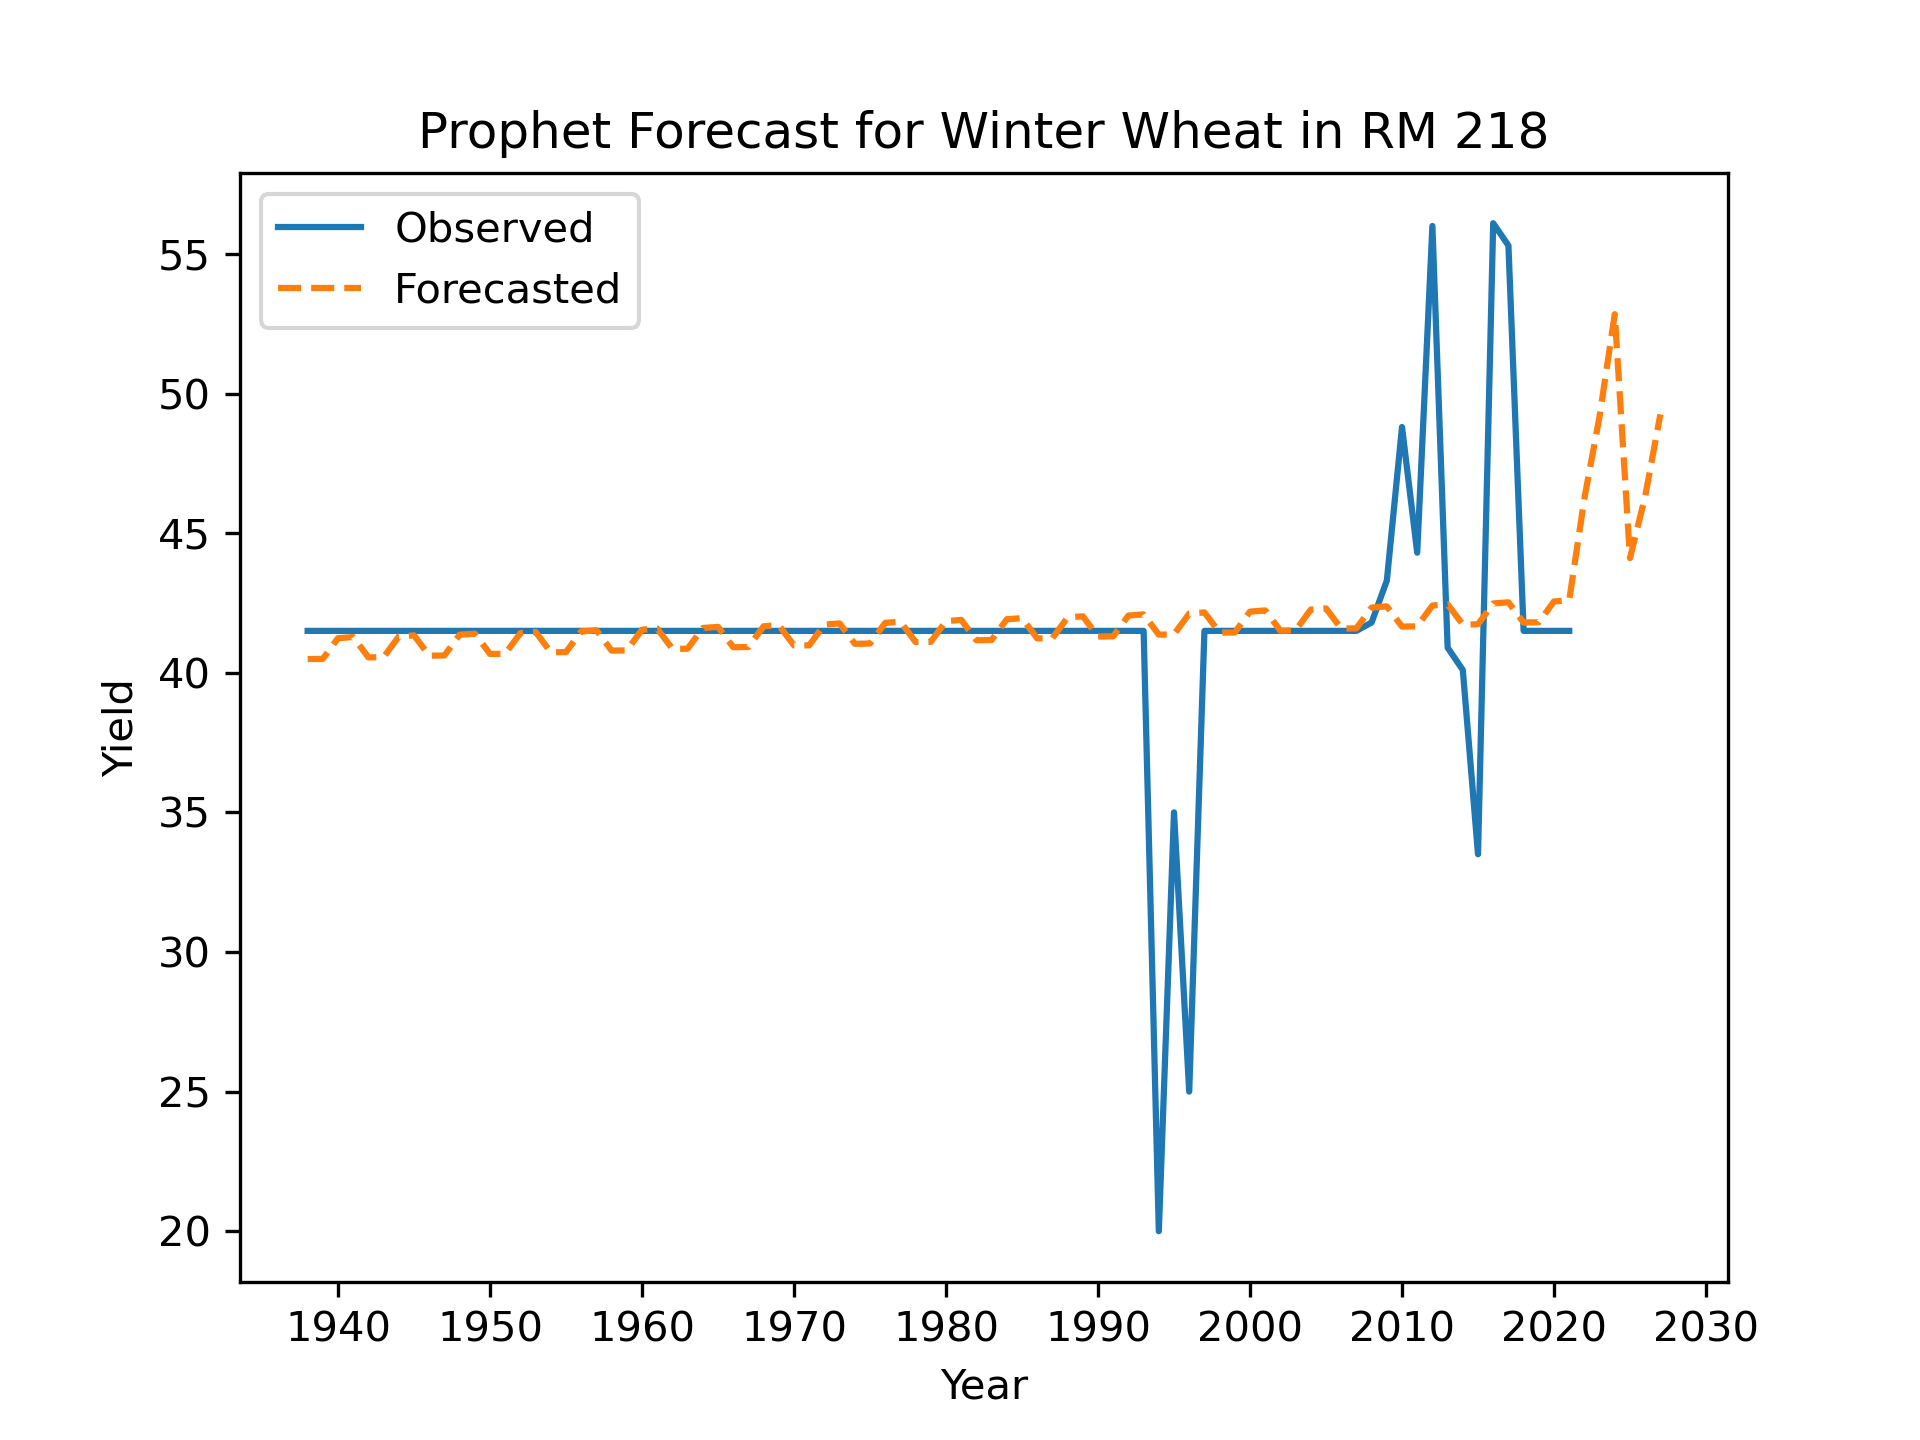 Prophet Forecast for Winter Wheat in RM 218
Observed
Forecasted
55
50
45
40
35
30
25
20
Yield
1940 1950 1960 1970 1980 1990 2000 2010 2020 2030
Year